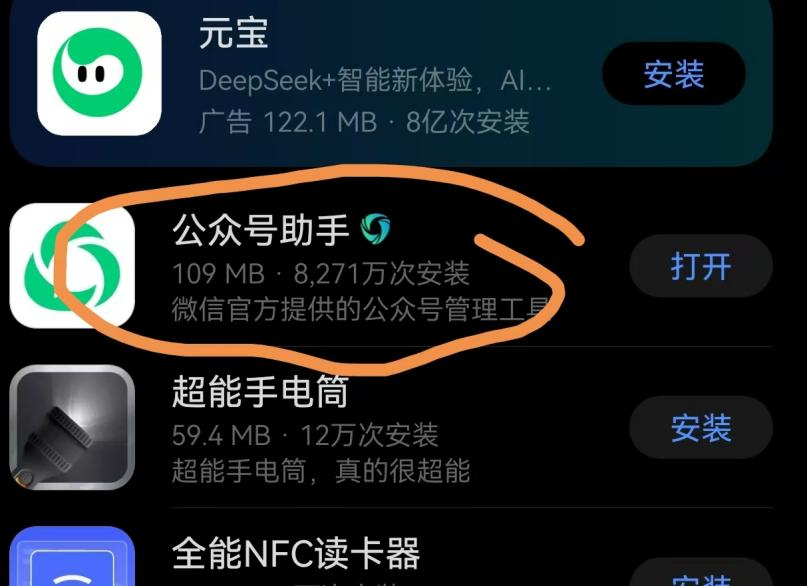 元宝
DeepSeek+智能新体验，AI...
安装
广告 122.1 MB · 8亿次安装
公众号助手
109 MB · 8,271万次安装
打开
微信官方提供的公众号管理工具
超能手电筒
59.4 MB · 12万次安装
安装
超能手电筒，真的很超能
全能NFC读卡器
安装